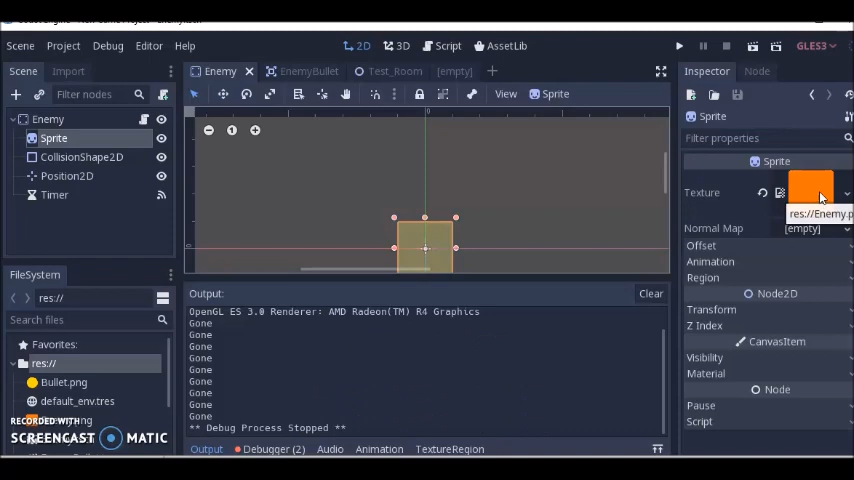 Scene Project Debug Editor Help 2D 3D Script AssetLib GLES3
Scene Import Enemy EnemyBullet Test_Room [empty] Inspector Node
Filter nodes View Sprite
Enemy
Sprite
CollisionShape2D
Position2D
Timer
0
1
0
Sprite
Filter properties
Sprite
Texture
res://Enemy.p
Normal Map [empty]
Offset
Animation
Region
Node2D
Transform
Z Index
CanvasItem
Visibility
Material
Node
Pause
Script
FileSystem
res://
Search files
Favorites:
res://
Bullet.png
default_env.tres
Output: Clear
OpenGL ES 3.0 Renderer: AMD Radeon(TM) R4 Graphics
Gone
Gone
Gone
Gone
Gone
Gone
Gone
Gone
Gone
** Debug Process Stopped **
Output Debugger (2) Audio Animation TextureRegion
RECORDED WITH
SCREENCAST MATIC